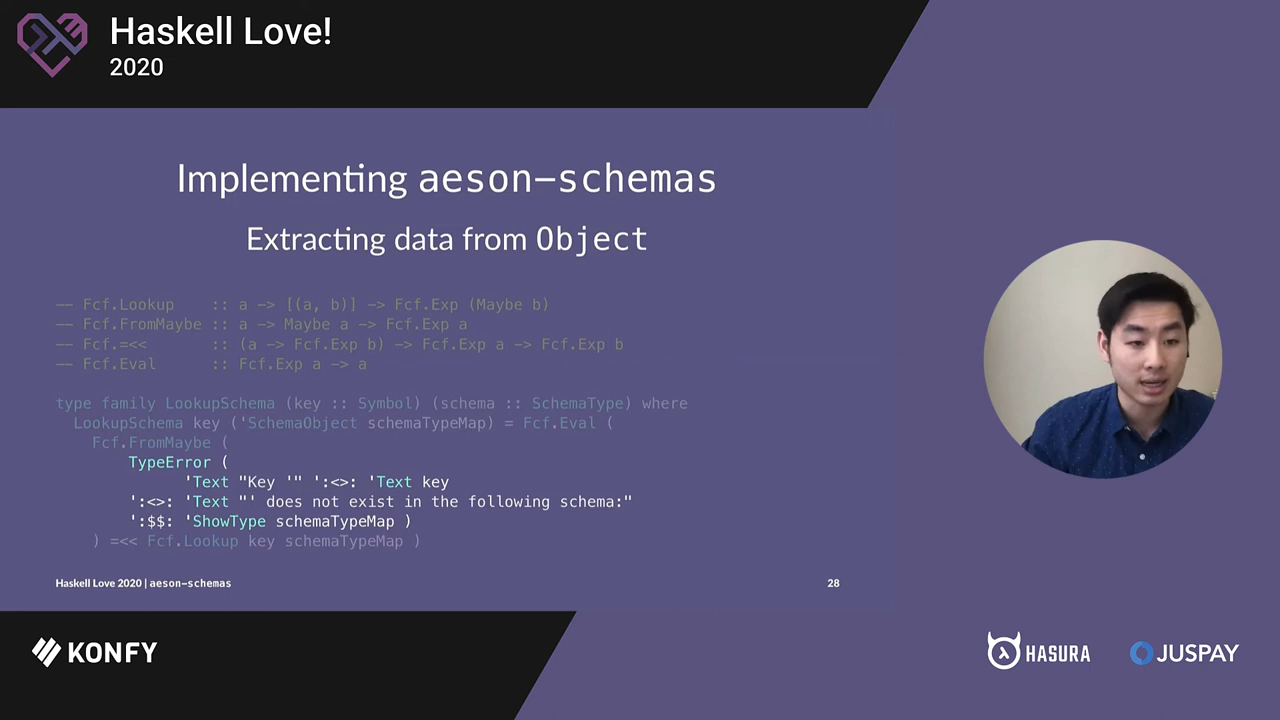 Haskell Love!
2020
Implementing aeson-schemas
Extracting data from Object
-- Fcf.Lookup    :: a -> [(a, b)] -> Fcf.Exp (Maybe b)
-- Fcf.FromMaybe :: a -> Maybe a -> Fcf.Exp a
-- Fcf.=<<       :: (a -> Fcf.Exp b) -> Fcf.Exp a -> Fcf.Exp b
-- Fcf.Eval      :: Fcf.Exp a -> a
type family LookupSchema (key :: Symbol) (schema :: SchemaType) where
  LookupSchema key ('SchemaObject schemaTypeMap) = Fcf.Eval (
    Fcf.FromMaybe (
        TypeError (
              'Text "Key '" ':<>: 'Text key
        ':<>: 'Text "' does not exist in the following schema:"
        ':$$: 'ShowType schemaTypeMap )
    ) =<< Fcf.Lookup key schemaTypeMap )
Haskell Love 2020 | aeson-schemas
28
KONFY
HASURA
JUSPAY